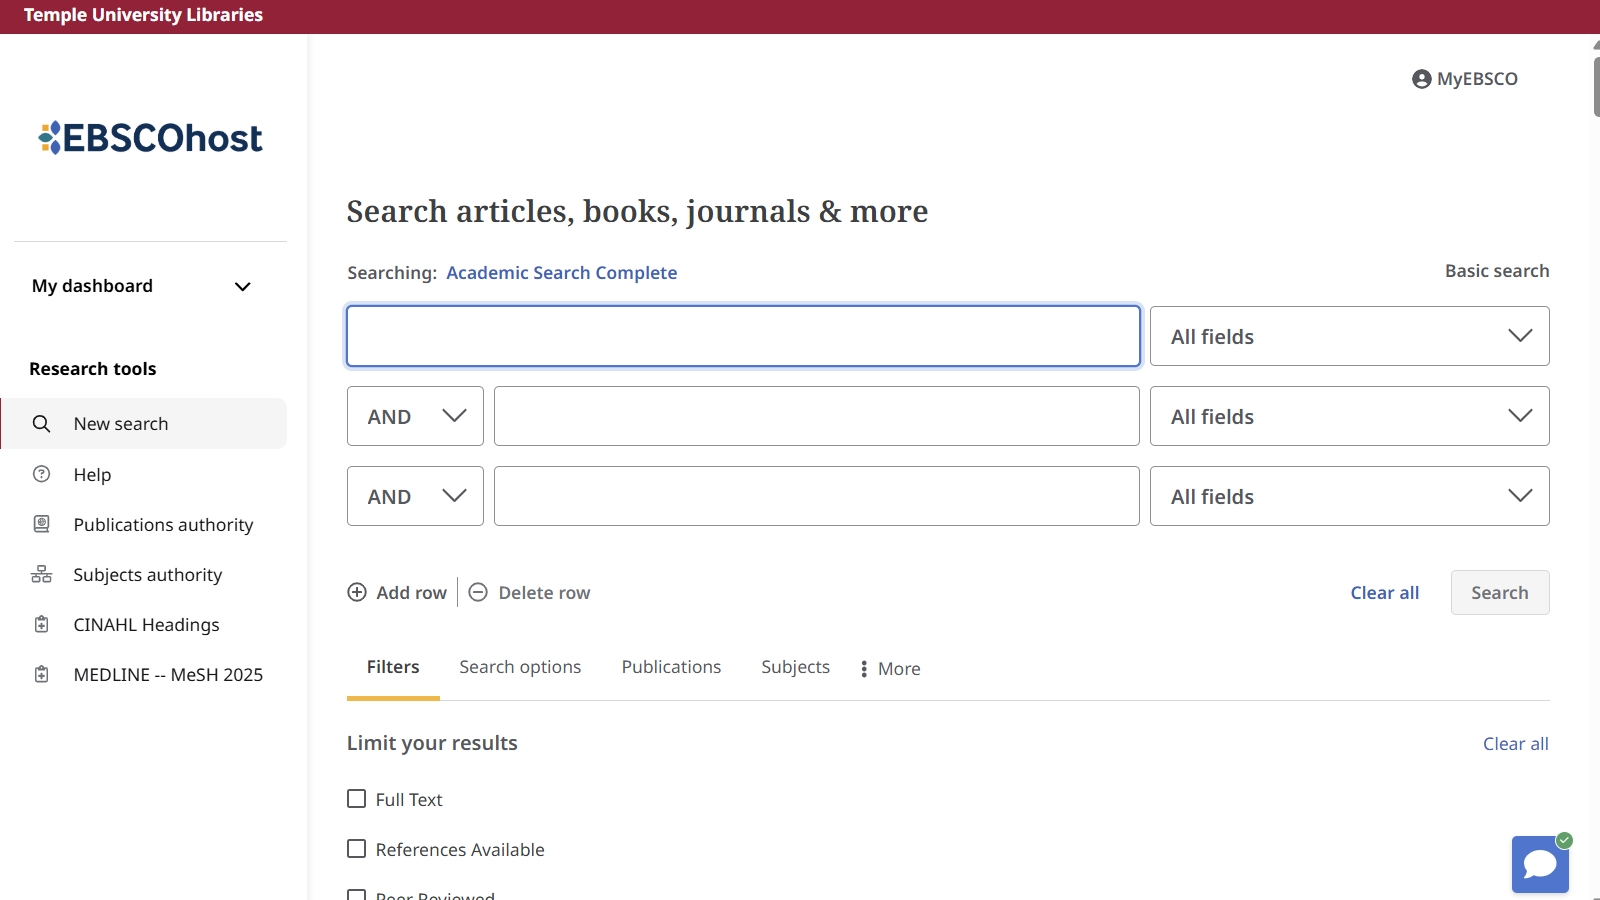 Temple University Libraries
MyEBSCO
EBSCOhost
Search articles, books, journals & more
Searching: Academic Search Complete
Basic search
My dashboard
All fields
Research tools
AND
All fields
New search
Help
AND
All fields
Publications authority
Subjects authority
Add row
Delete row
Clear all
Search
CINAHL Headings
MEDLINE -- MeSH 2025
Filters
Search options
Publications
Subjects
More
Limit your results
Clear all
Full Text
References Available
Peer Reviewed